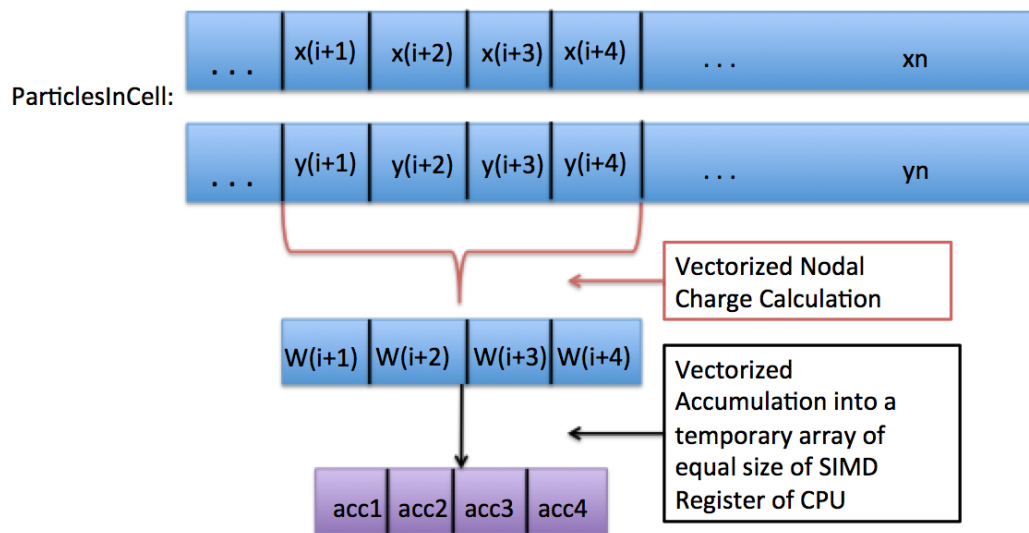 . . . x(i+1) x(i+2) x(i+3) x(i+4) . . . xn
ParticlesInCell:
. . . y(i+1) y(i+2) y(i+3) y(i+4) . . . yn
Vectorized Nodal
Charge Calculation
W(i+1) W(i+2) W(i+3) W(i+4)
Vectorized
Accumulation into a
temporary array of
equal size of SIMD
Register of CPU
acc1 acc2 acc3 acc4